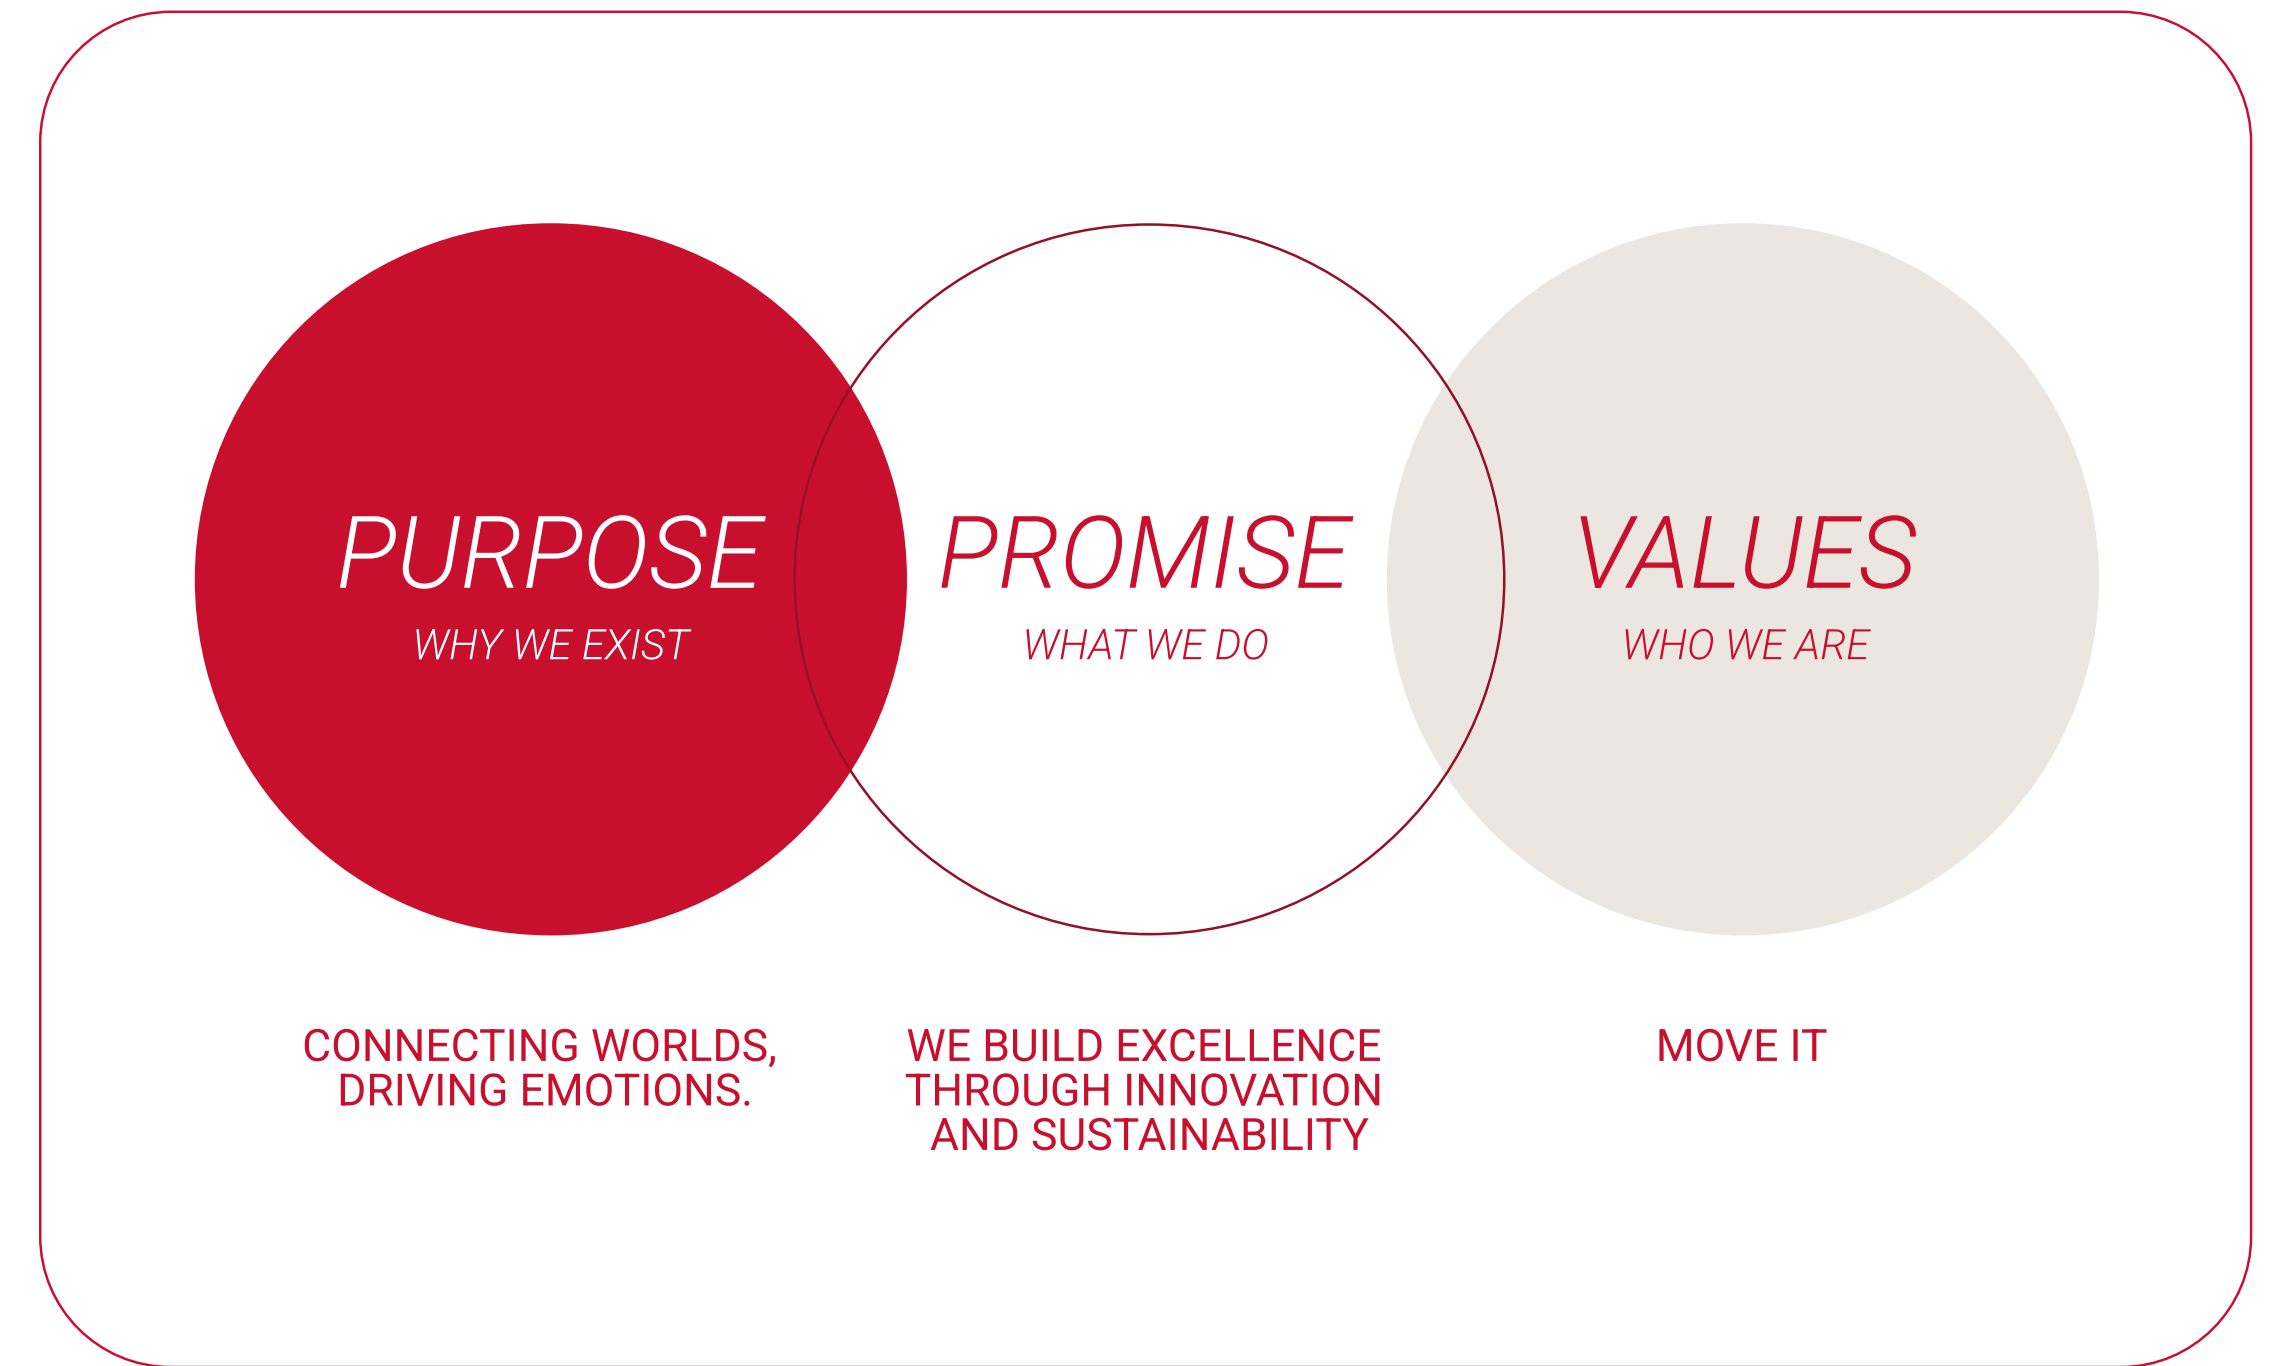 PURPOSE
WHY WE EXIST
PROMISE
WHAT WE DO
VALUES
WHO WE ARE
CONNECTING WORLDS,
DRIVING EMOTIONS.
WE BUILD EXCELLENCE
THROUGH INNOVATION
AND SUSTAINABILITY
MOVE IT